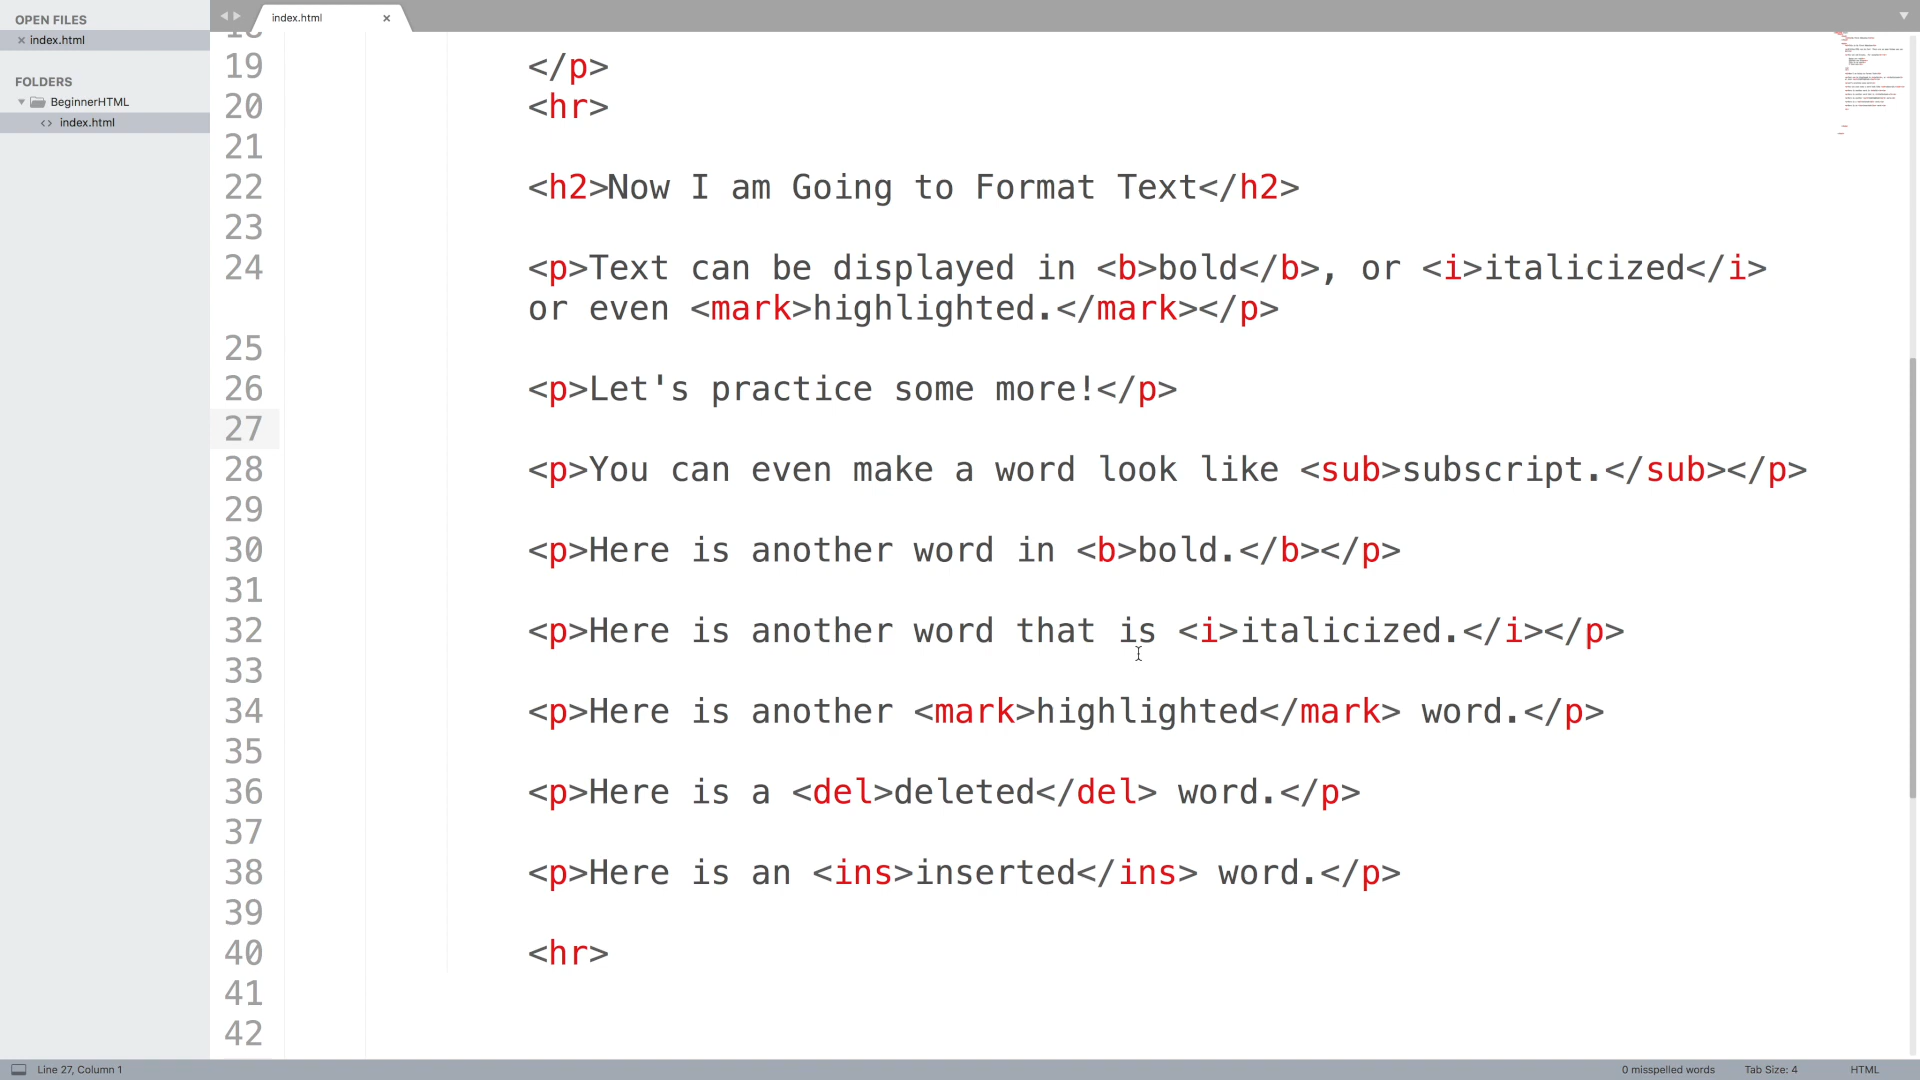 OPEN FILES
index.html
FOLDERS
BeginnerHTML
<> index.html
index.html
18
19 </p>
20 <hr>
21
22 <h2>Now I am Going to Format Text</h2>
23
24 <p>Text can be displayed in <b>bold</b>, or <i>italicized</i>
or even <mark>highlighted.</mark></p>
25
26 <p>Let's practice some more!</p>
27
28 <p>You can even make a word look like <sub>subscript.</sub></p>
29
30 <p>Here is another word in <b>bold.</b></p>
31
32 <p>Here is another word that is <i>italicized.</i></p>
33
34 <p>Here is another <mark>highlighted</mark> word.</p>
35
36 <p>Here is a <del>deleted</del> word.</p>
37
38 <p>Here is an <ins>inserted</ins> word.</p>
39
40 <hr>
41
42
Line 27, Column 1
0 misspelled words
Tab Size: 4
HTML